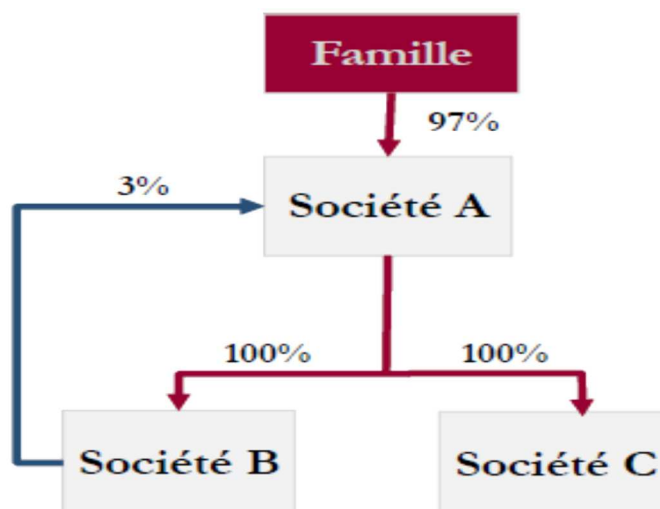 Famille
97%
3%
Société A
100%
100%
Société B
Société C